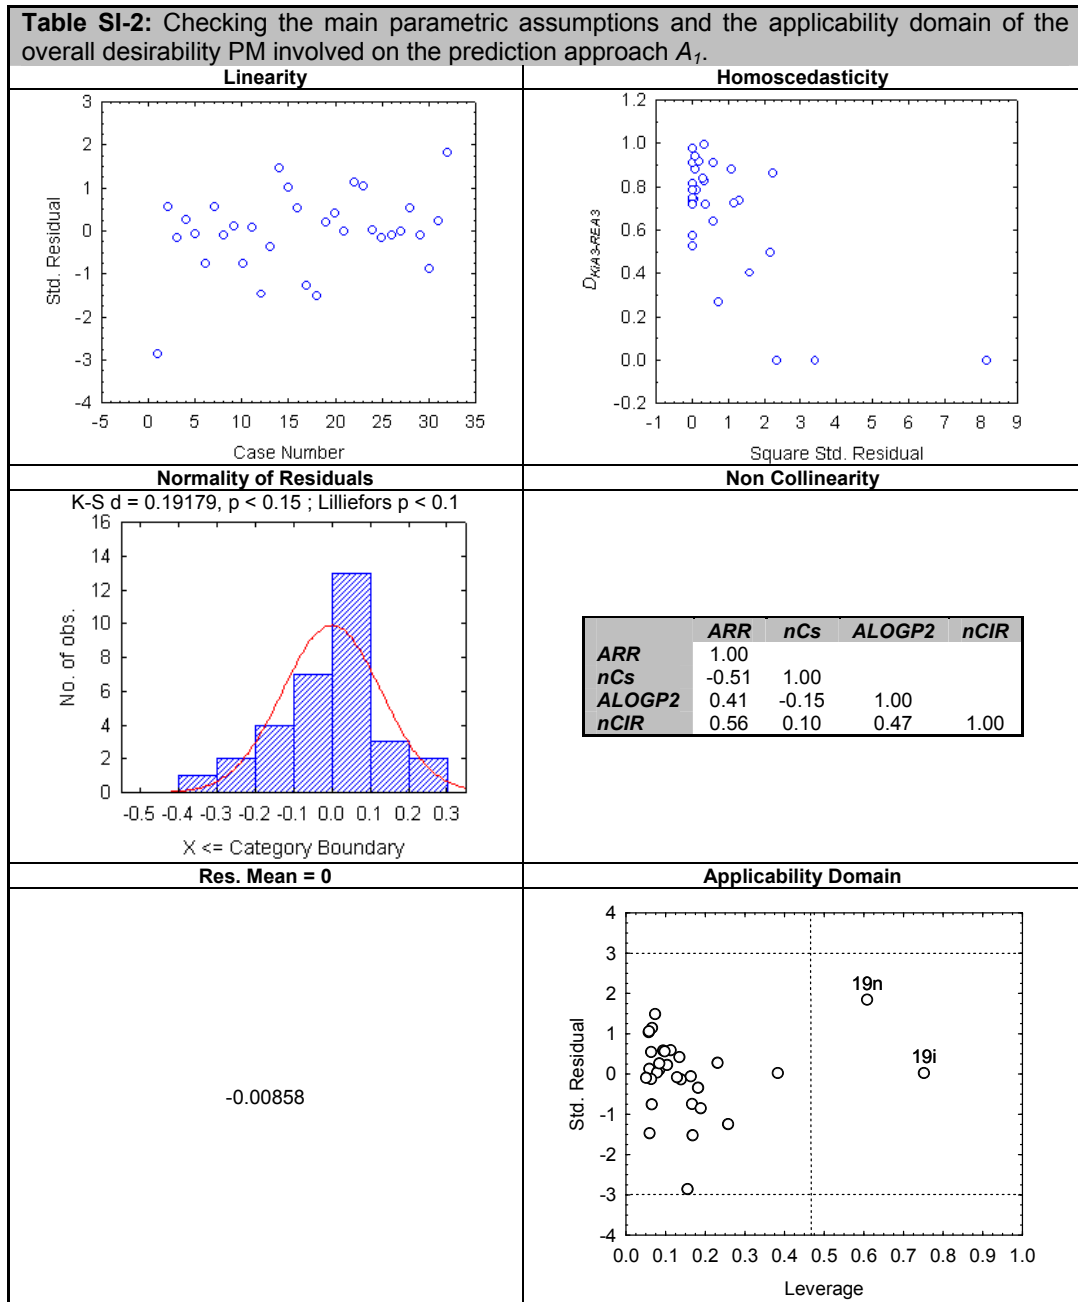 Table SI-2: Checking the main parametric assumptions and the applicability domain of the
overall desirability PM involved on the prediction approach A1.
Linearity
3
2
1
0
-1
-2
-3
-4
Std. Residual
-5 0 5 10 15 20 25 30 35
Case Number
Homoscedasticity
1.2
1.0
0.8
0.6
0.4
0.2
0.0
-0.2
DKiA3-REA3
-1 0 1 2 3 4 5 6 7 8 9
Square Std. Residual
Normality of Residuals
K-S d = 0.19179, p < 0.15 ; Lilliefors p < 0.1
16
14
12
10
8
6
4
2
0
No. of obs.
-0.5 -0.4 -0.3 -0.2 -0.1 0.0 0.1 0.2 0.3
X <= Category Boundary
Non Collinearity
ARR nCs ALOGP2 nCIR
ARR 1.00
nCs -0.51 1.00
ALOGP2 0.41 -0.15 1.00
nCIR 0.56 0.10 0.47 1.00
Res. Mean = 0
-0.00858
Applicability Domain
4
3
2
1
0
-1
-2
-3
-4
Std. Residual
19n
19i
0.0 0.1 0.2 0.3 0.4 0.5 0.6 0.7 0.8 0.9 1.0
Leverage